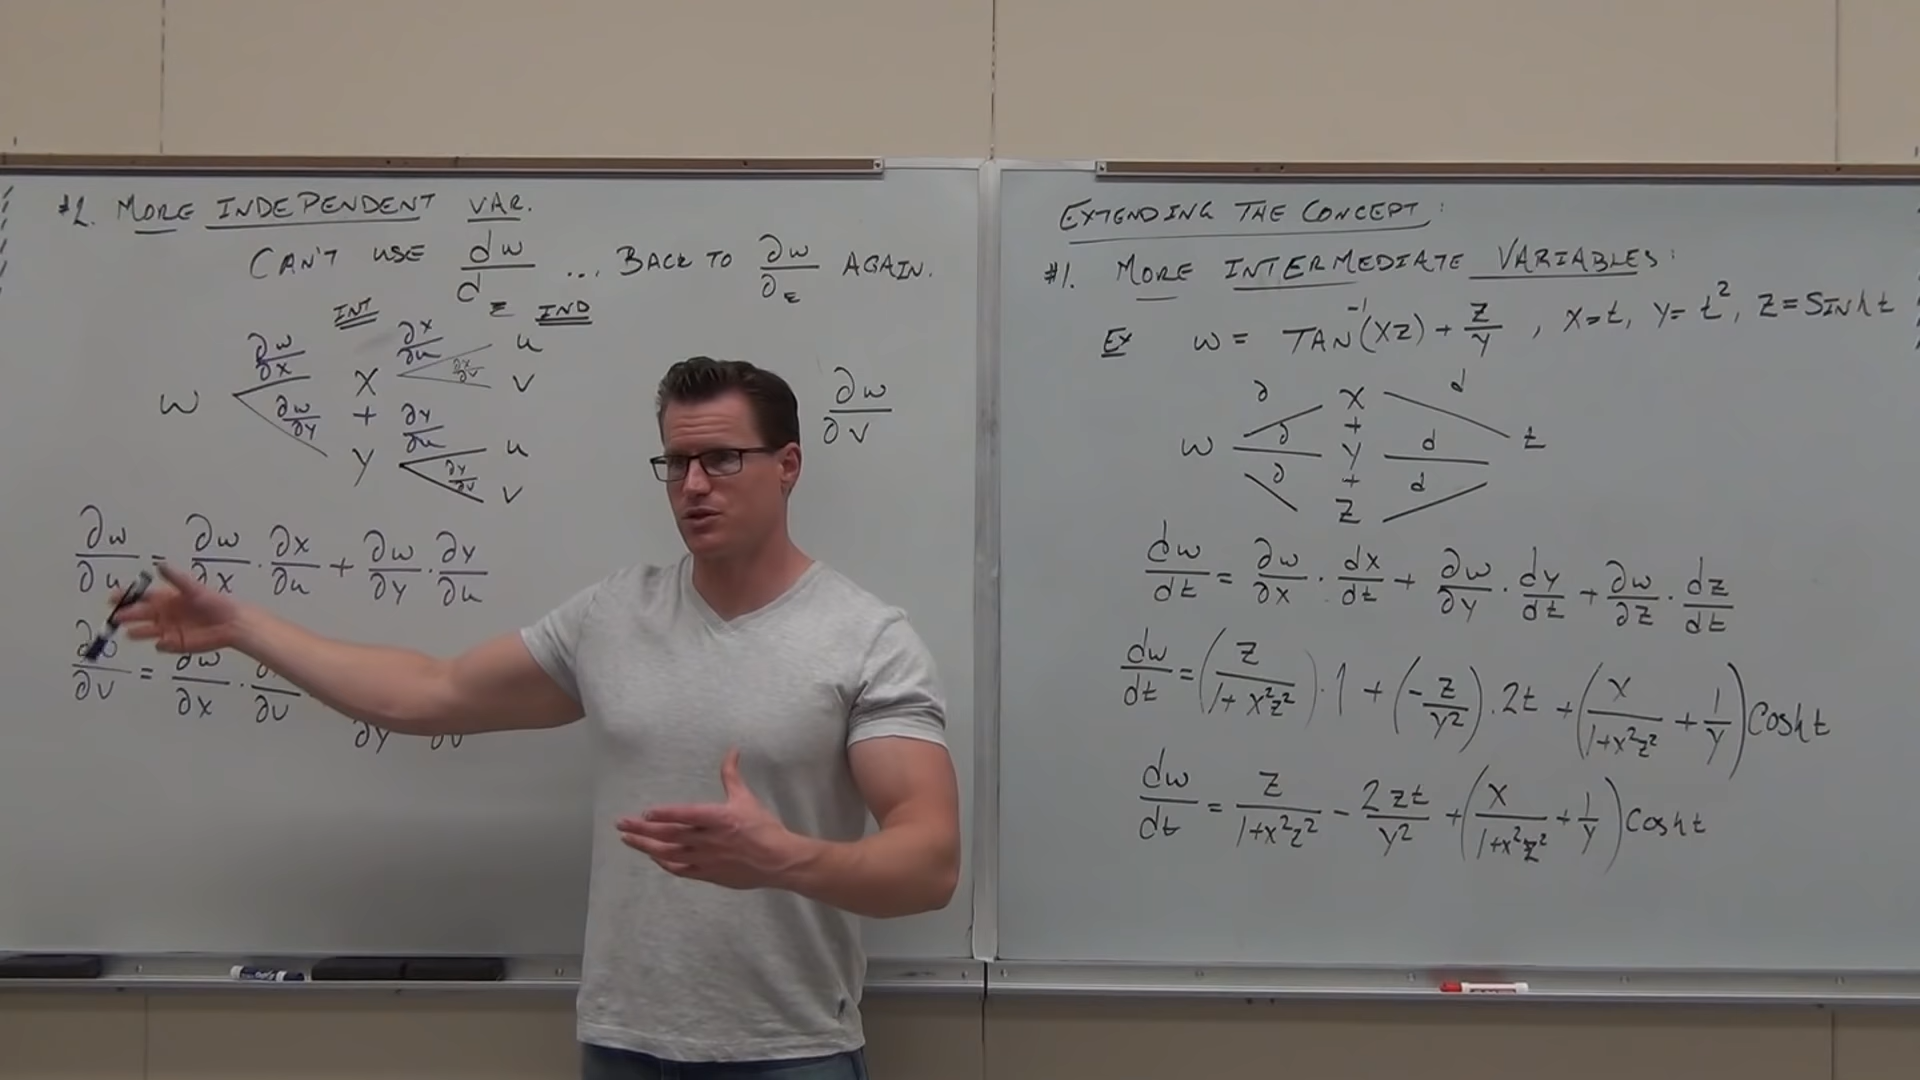 #2. MORE INDEPENDENT VAR.
CAN'T USE dw/d_Σ ... BACK TO ∂w/∂_Σ AGAIN.
INT IND
∂w/∂x ∂x/∂u u
w x ∂x/∂v v
∂w/∂y + ∂y/∂u
y u
∂y/∂v v
∂w/∂v
∂w/∂u = ∂w/∂x · ∂x/∂u + ∂w/∂y · ∂y/∂u
∂w/∂v = ∂w/∂x · ∂v ∂y ∂v
EXTENDING THE CONCEPT:
#1. MORE INTERMEDIATE VARIABLES:
Ex w = TAN⁻¹(xz) + z/y , x=t, y=t², z=SINh t
∂ x d
+
w ∂ y d t
+
∂ z d
dw/dt = ∂w/∂x · dx/dt + ∂w/∂y · dy/dt + ∂w/∂z · dz/dt
dw/dt = (z/(1+x²z²)) · 1 + (-z/y²) · 2t + (x/(1+x²z²) + 1/y) Cosh t
dw/dt = z/(1+x²z²) - 2zt/y² + (x/(1+x²z²) + 1/y) Cosh t